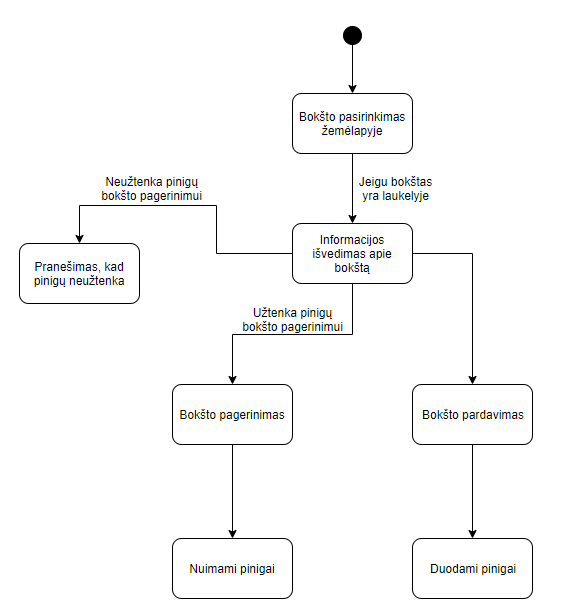 Bokšto pasirinkimas
žemėlapyje
Neužtenka pinigų
bokšto pagerinimui
Jeigu bokštas
yra laukelyje
Informacijos
išvedimas apie
bokštą
Pranešimas, kad
pinigų neužtenka
Užtenka pinigų
bokšto pagerinimui
Bokšto pagerinimas
Bokšto pardavimas
Nuimami pinigai
Duodami pinigai